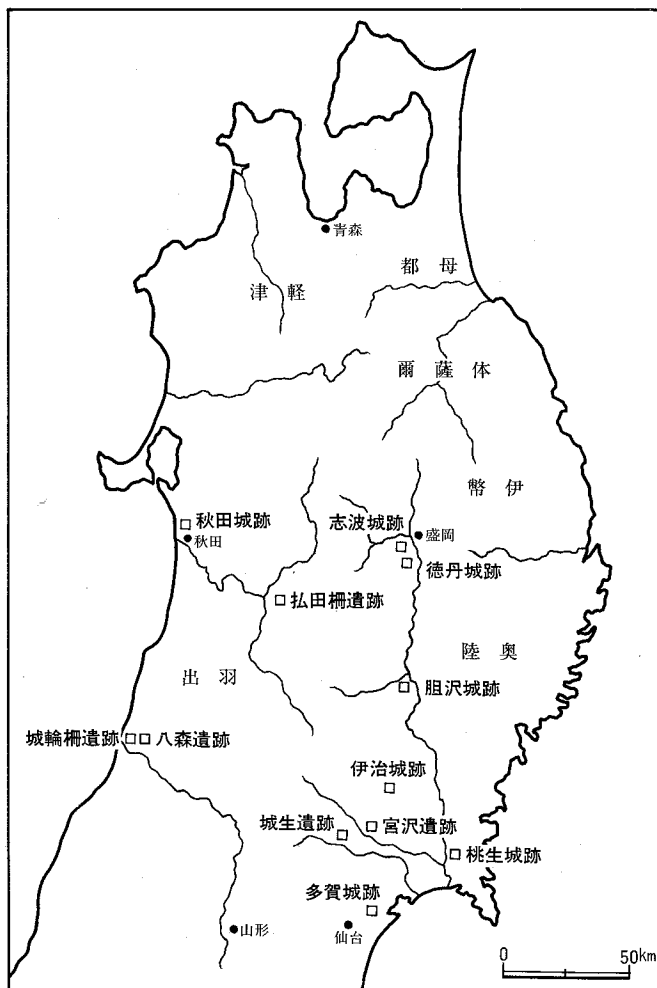 青森
都母
津軽
爾薩体
幣伊
秋田城跡
秋田
志波城跡
盛岡
徳丹城跡
払田柵遺跡
出羽
陸奥
胆沢城跡
城輪柵遺跡
八森遺跡
伊治城跡
城生遺跡
宮沢遺跡
桃生城跡
多賀城跡
山形
仙台
0 50km